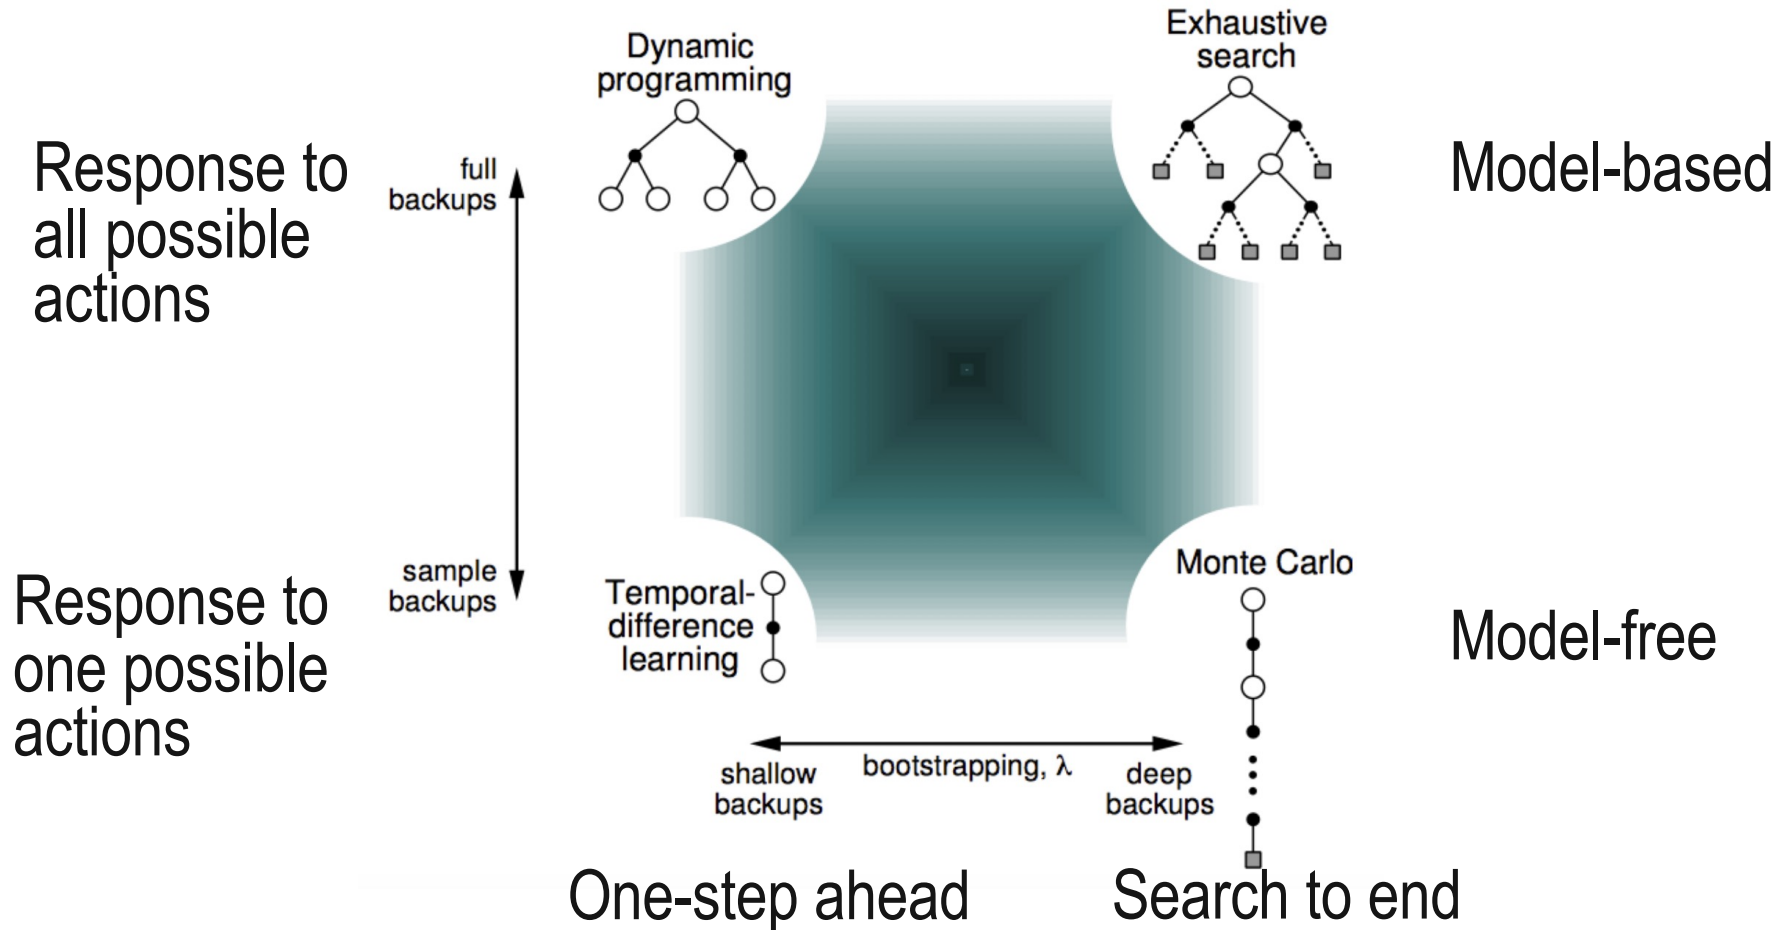 Dynamic
programming
Exhaustive
search
Response to
all possible
actions
full
backups
Model-based
sample
backups
Response to
one possible
actions
Temporal-
difference
learning
Monte Carlo
Model-free
shallow
backups
bootstrapping, λ
deep
backups
One-step ahead
Search to end